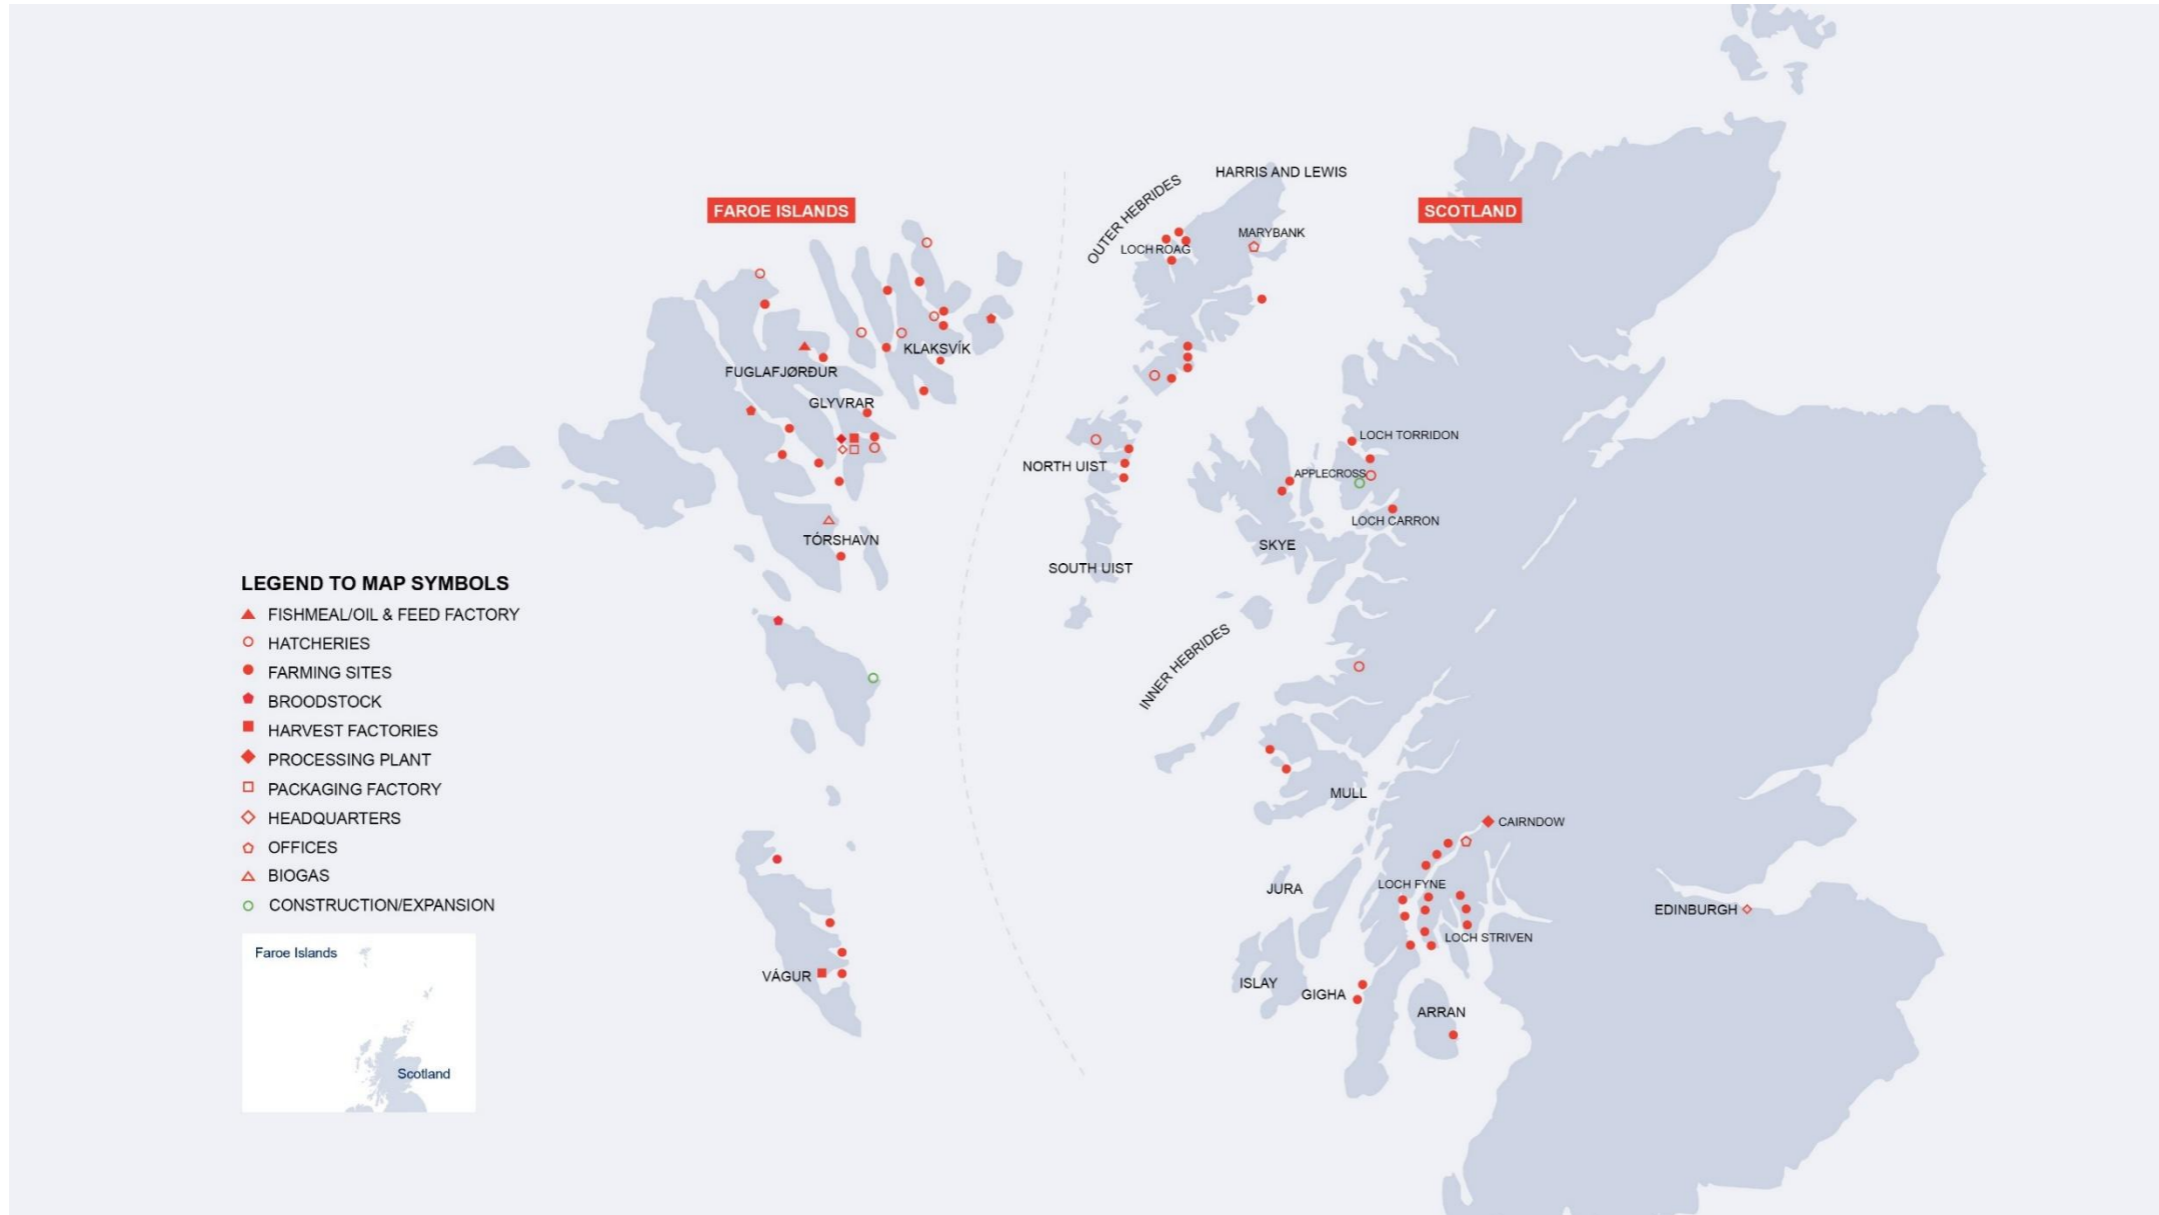 FAROE ISLANDS
FUGLAFJØRÐUR
KLAKSVÍK
GLYVRAR
TÓRSHAVN
VÁGUR
OUTER HEBRIDES
HARRIS AND LEWIS
SCOTLAND
MARYBANK
LOCH ROAG
NORTH UIST
SOUTH UIST
LOCH TORRIDON
APPLECROSS
LOCH CARRON
SKYE
INNER HEBRIDES
MULL
CAIRNDOW
JURA
LOCH FYNE
EDINBURGH
LOCH STRIVEN
ISLAY
GIGHA
ARRAN
LEGEND TO MAP SYMBOLS
FISHMEAL/OIL & FEED FACTORY
HATCHERIES
FARMING SITES
BROODSTOCK
HARVEST FACTORIES
PROCESSING PLANT
PACKAGING FACTORY
HEADQUARTERS
OFFICES
BIOGAS
CONSTRUCTION/EXPANSION
Faroe Islands
Scotland